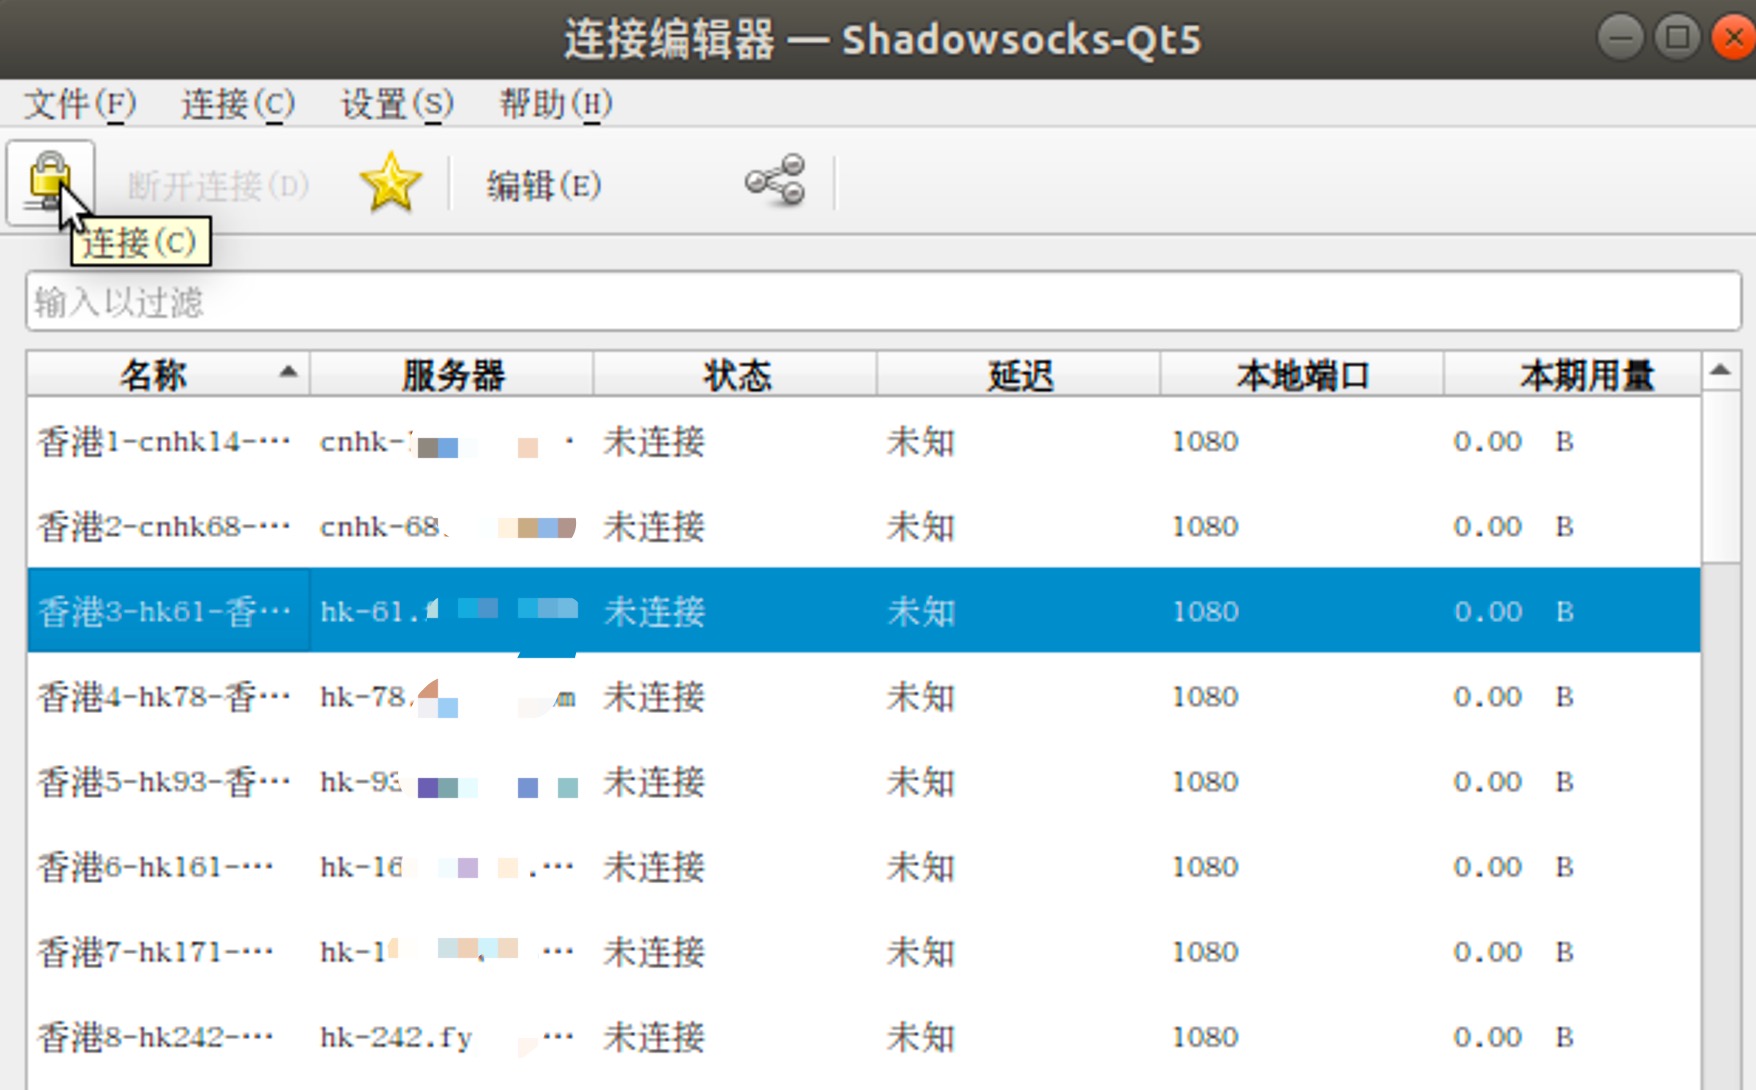 连接编辑器 — Shadowsocks-Qt5
文件(F) 连接(C) 设置(S) 帮助(H)
断开连接(D) 编辑(E)
连接(C)
输入以过滤
名称 服务器 状态 延迟 本地端口 本期用量
香港1-cnhk14-… cnhk- 未连接 未知 1080 0.00 B
香港2-cnhk68-… cnhk-68. 未连接 未知 1080 0.00 B
香港3-hk61-香… hk-61. 未连接 未知 1080 0.00 B
香港4-hk78-香… hk-78. m 未连接 未知 1080 0.00 B
香港5-hk93-香… hk-93 未连接 未知 1080 0.00 B
香港6-hk161-… hk-16 .… 未连接 未知 1080 0.00 B
香港7-hk171-… hk-1 … 未连接 未知 1080 0.00 B
香港8-hk242-… hk-242.fy … 未连接 未知 1080 0.00 B